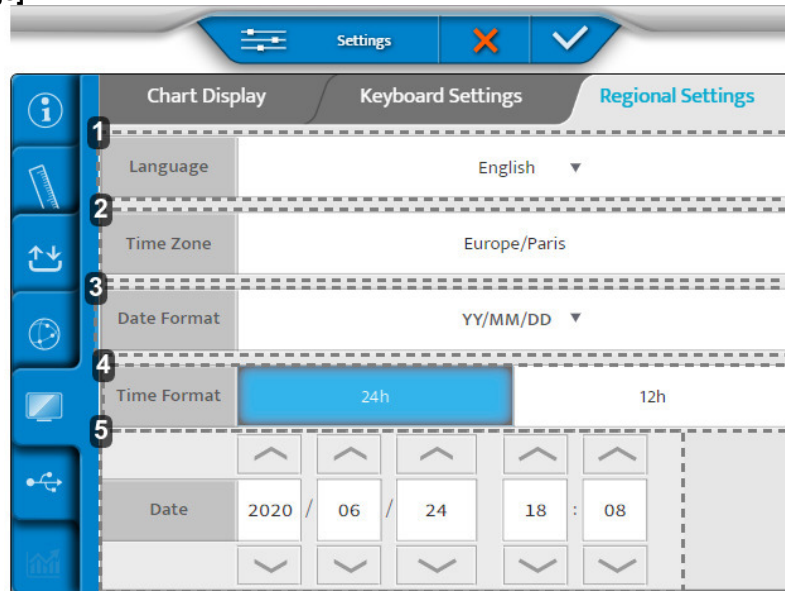 Settings
Chart Display Keyboard Settings Regional Settings
1
Language English
2
Time Zone Europe/Paris
3
Date Format YY/MM/DD
4
Time Format 24h 12h
5
Date 2020 / 06 / 24 18 : 08